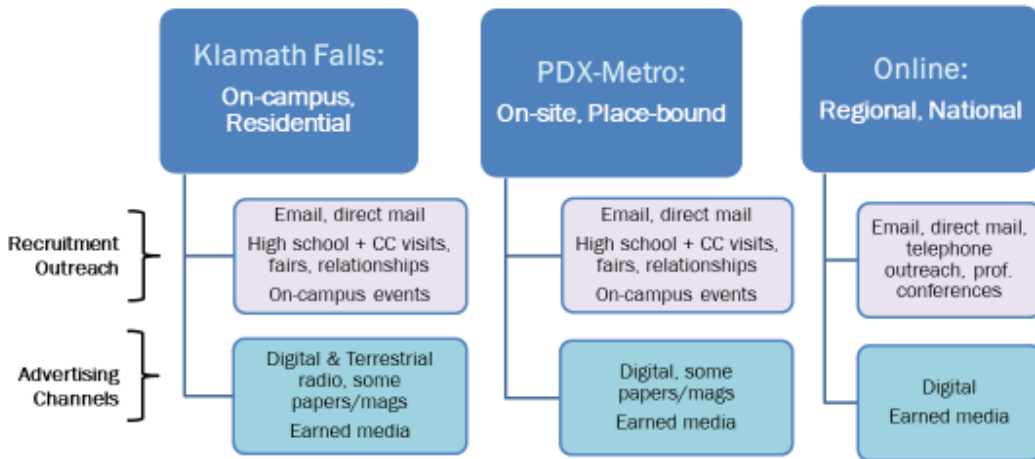 Klamath Falls:
On-campus,
Residential
PDX-Metro:
On-site, Place-bound
Online:
Regional, National
Recruitment
Outreach
Email, direct mail
High school + CC visits,
fairs, relationships
On-campus events
Email, direct mail
High school + CC visits,
fairs, relationships
On-campus events
Email, direct mail,
telephone
outreach, prof.
conferences
Advertising
Channels
Digital & Terrestrial
radio, some
papers/mags
Earned media
Digital, some
papers/mags
Earned media
Digital
Earned media